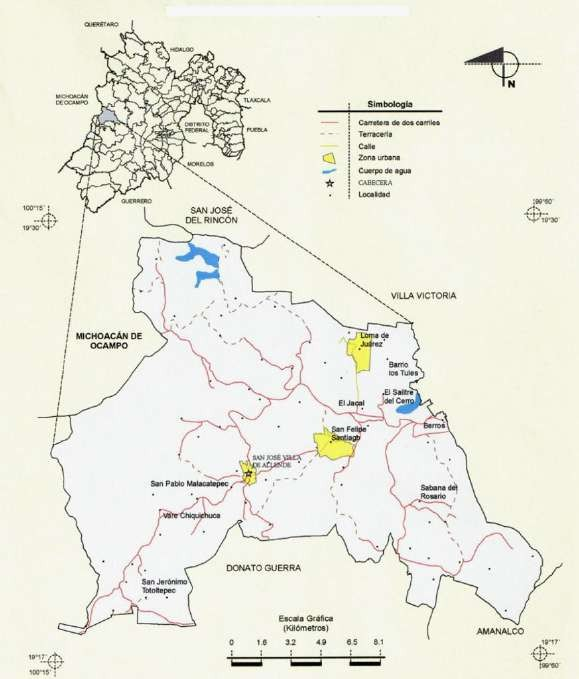 QUERÉTARO
HIDALGO
MICHOACÁN
DE OCAMPO
TLAXCALA
DISTRITO
FEDERAL
PUEBLA
MORELOS
GUERRERO
N
Simbología
Carretera de dos carriles
Terracería
Calle
Zona urbana
Cuerpo de agua
CABECERA
Localidad
100°15´
19°30´
99°60´
19°30´
SAN JOSÉ
DEL RINCÓN
VILLA VICTORIA
MICHOACÁN DE
OCAMPO
Loma de
Juárez
Barrio
los Tules
El Salitre
del Cerro
El Jacal
Berros
San Felipe
Santiago
SAN JOSÉ VILLA
DE ALLENDE
San Pablo Malacatepec
Sabana del
Rosario
Vare Chiquichuca
San Jerónimo
Totoltepec
DONATO GUERRA
AMANALCO
Escala Gráfica
(Kilómetros)
0 1.6 3.2 4.9 6.5 8.1
19°17´
100°15´
19°17´
99°60´